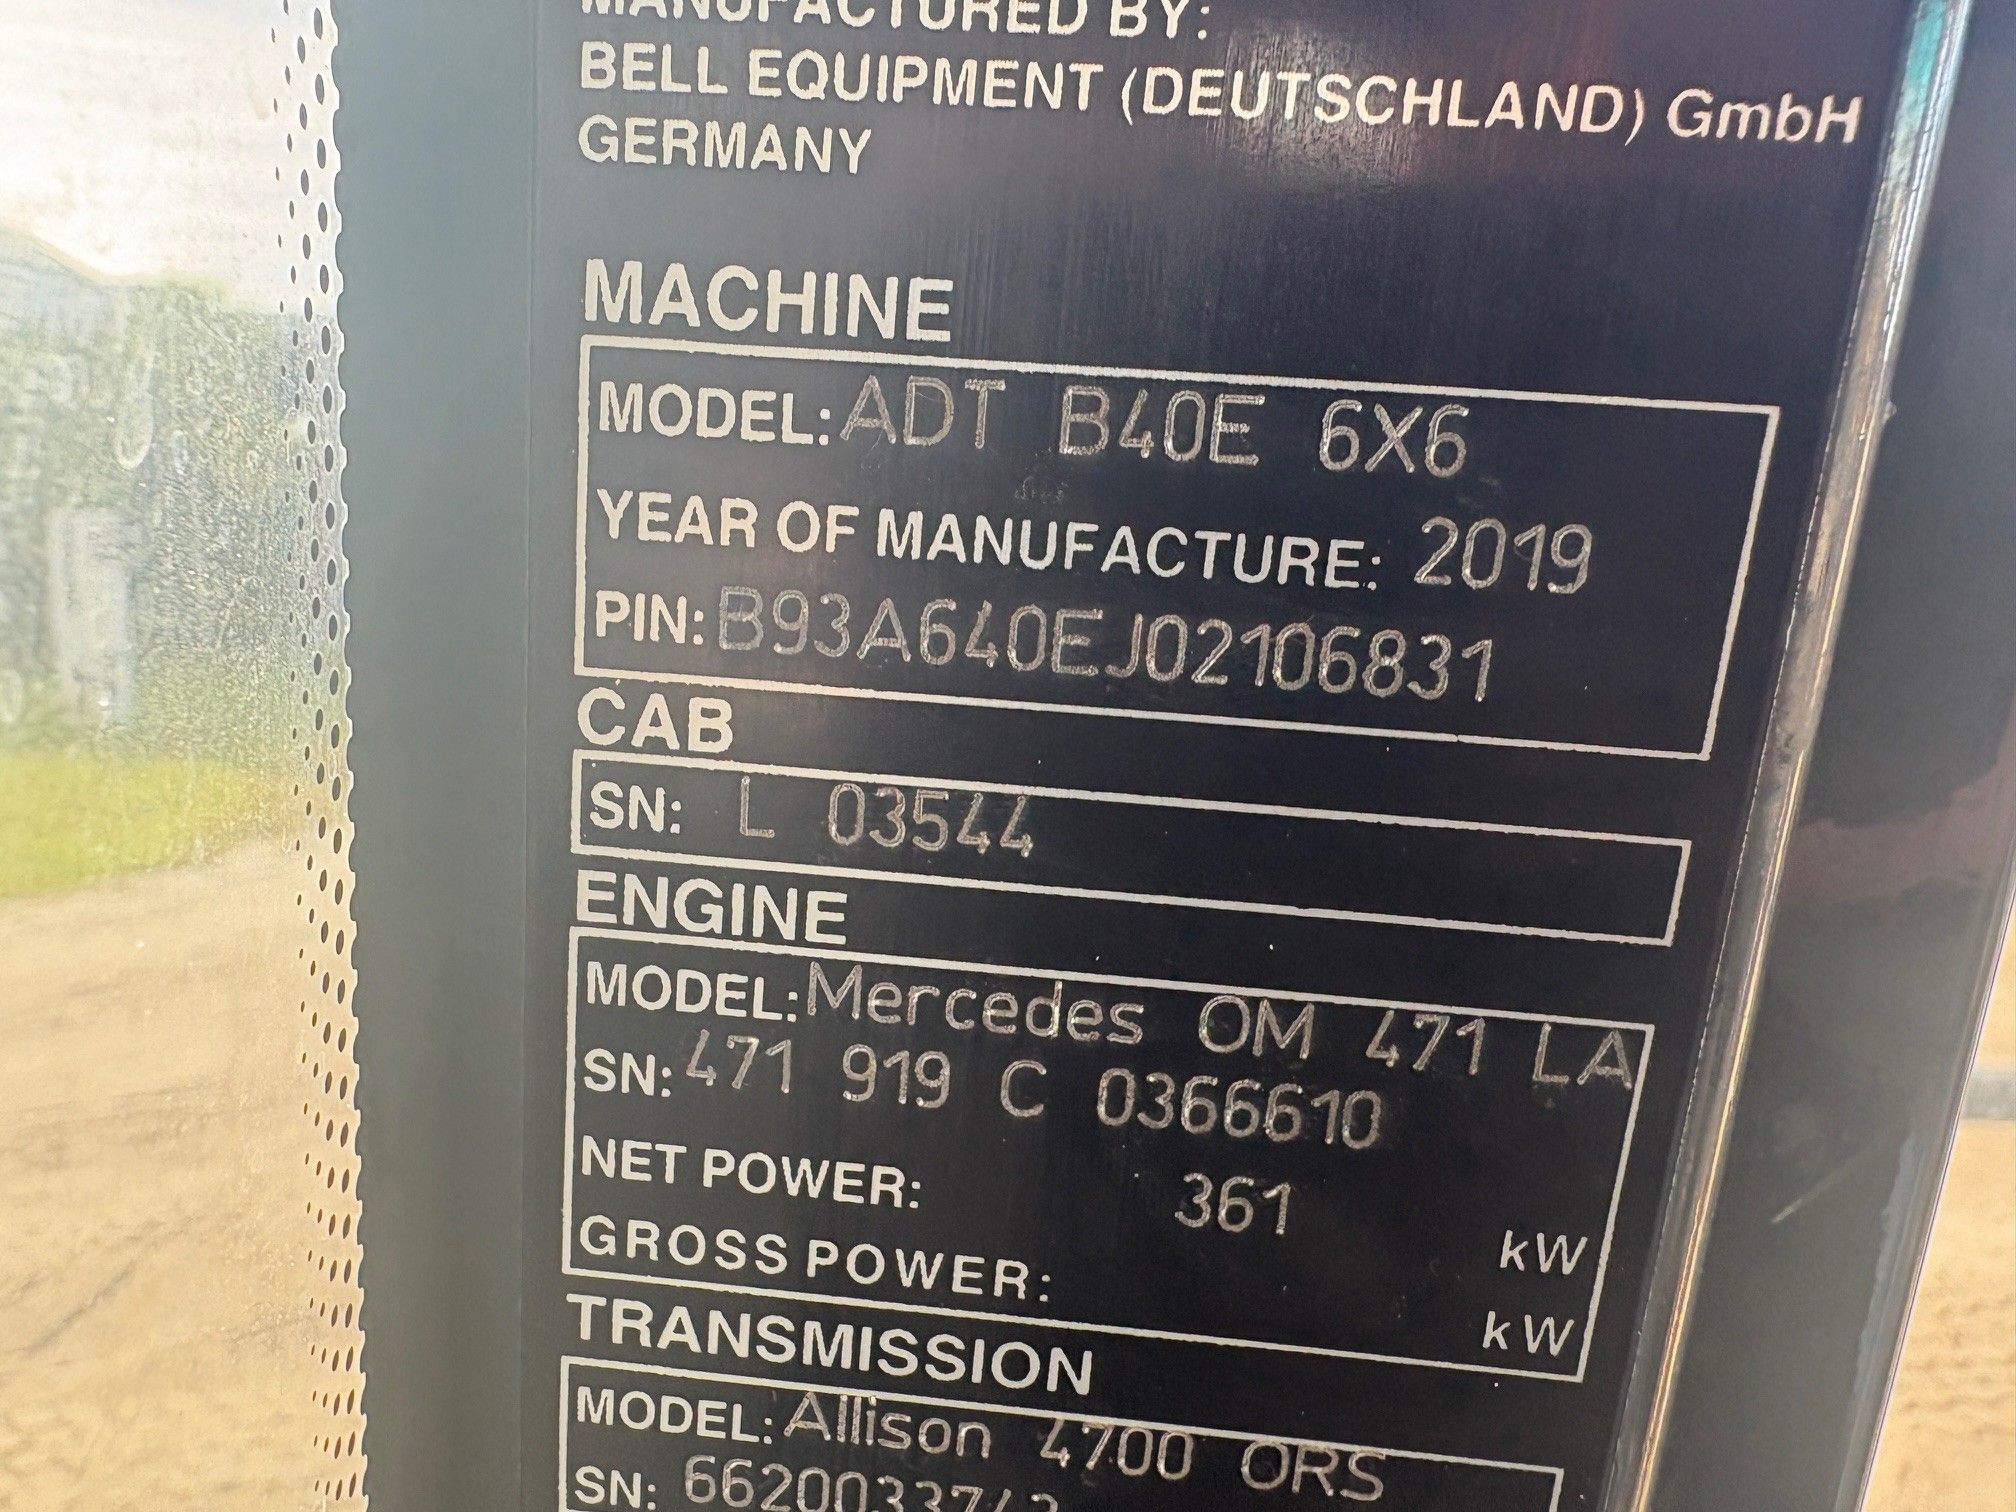 MANUFACTURED BY:
BELL EQUIPMENT (DEUTSCHLAND) GmbH
GERMANY
MACHINE
MODEL: ADT B40E 6X6
YEAR OF MANUFACTURE: 2019
PIN: B93A640EJ02106831
CAB
SN: L 03544
ENGINE
MODEL: Mercedes OM 471 LA
SN: 471 919 C 0366610
NET POWER: 361 kW
GROSS POWER: kW
TRANSMISSION
MODEL: Allison 4700 ORS
SN: